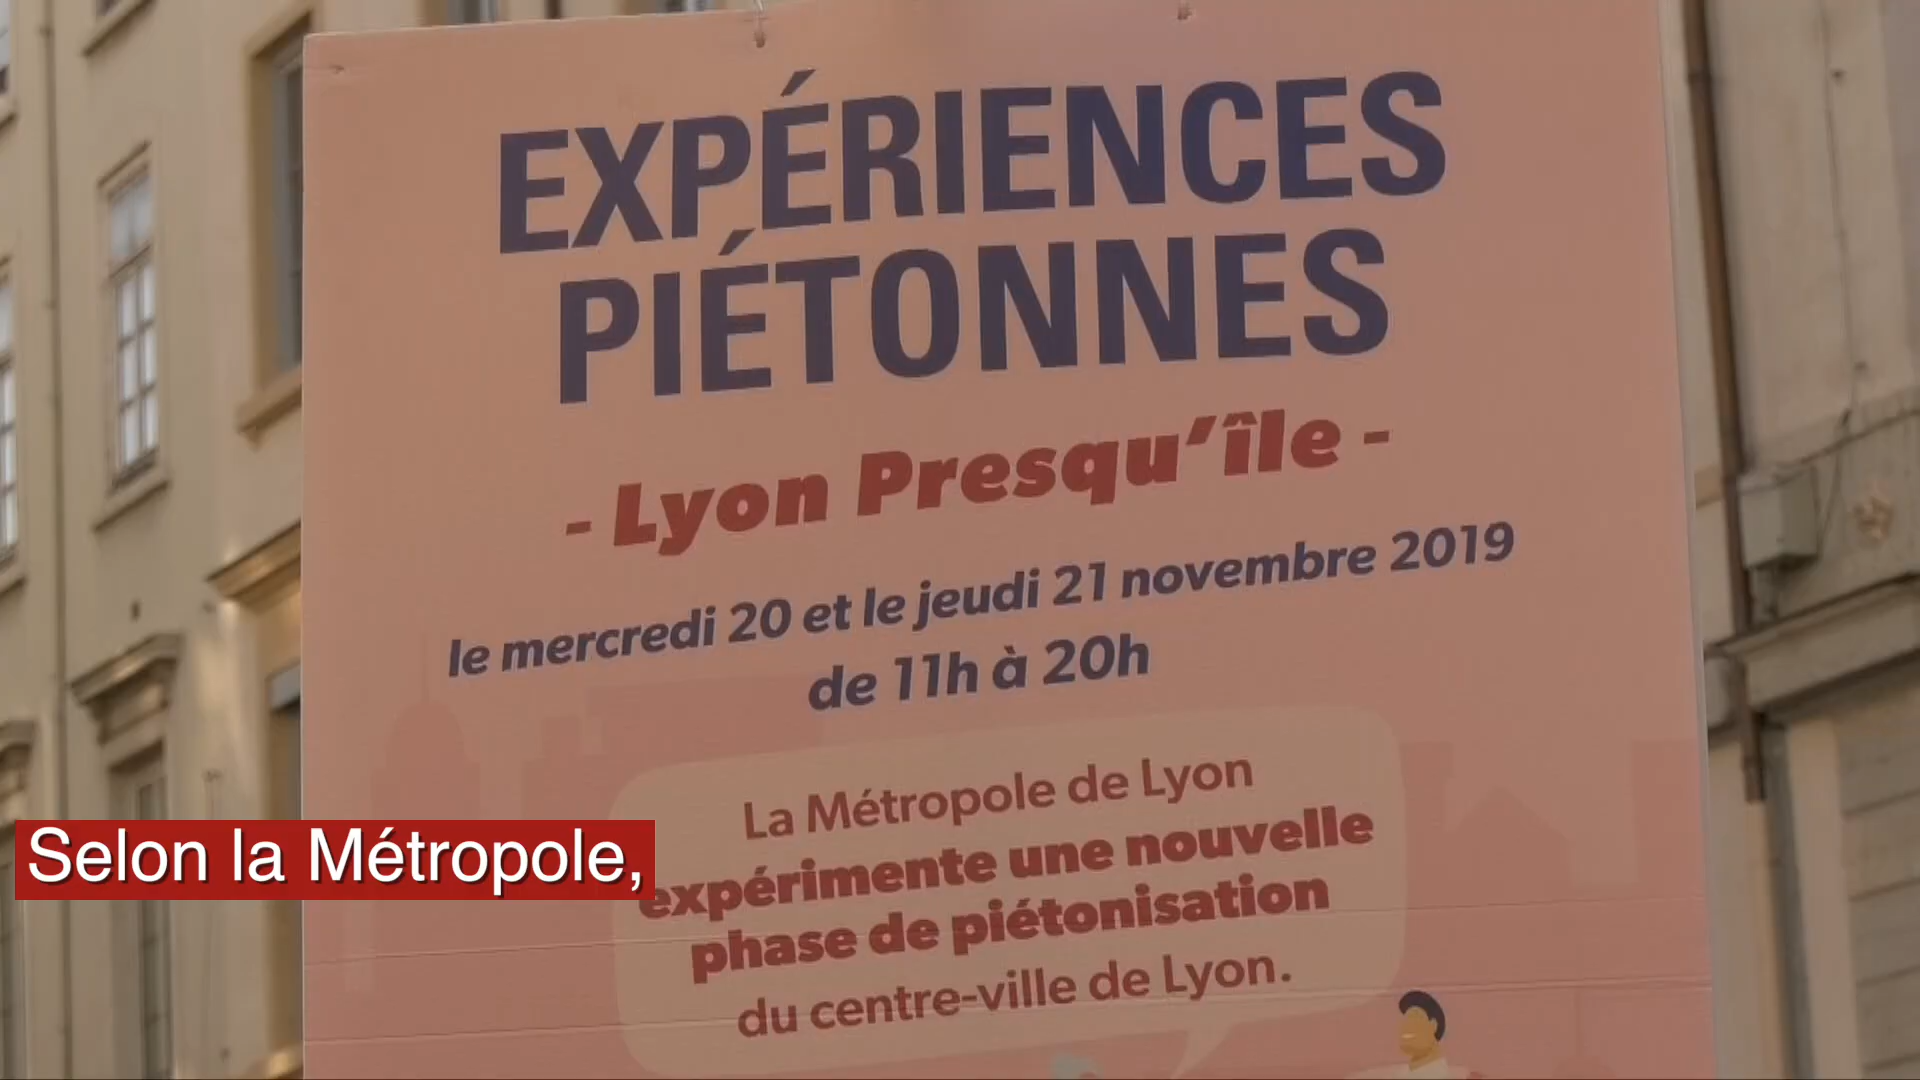 EXPÉRIENCES
PIÉTONNES
- Lyon Presqu'île -
le mercredi 20 et le jeudi 21 novembre 2019
de 11h à 20h
La Métropole de Lyon
expérimente une nouvelle
phase de piétonisation
du centre-ville de Lyon.
Selon la Métropole,